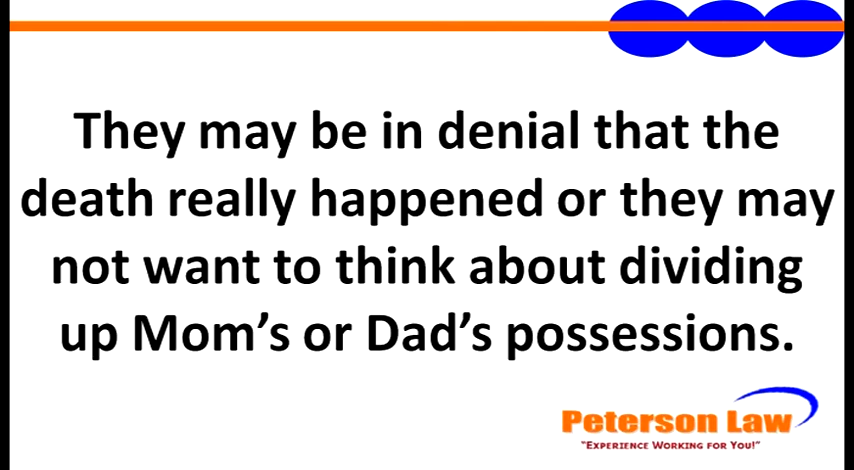 They may be in denial that the
death really happened or they may
not want to think about dividing
up Mom’s or Dad’s possessions.
Peterson Law
"EXPERIENCE WORKING FOR YOU!"